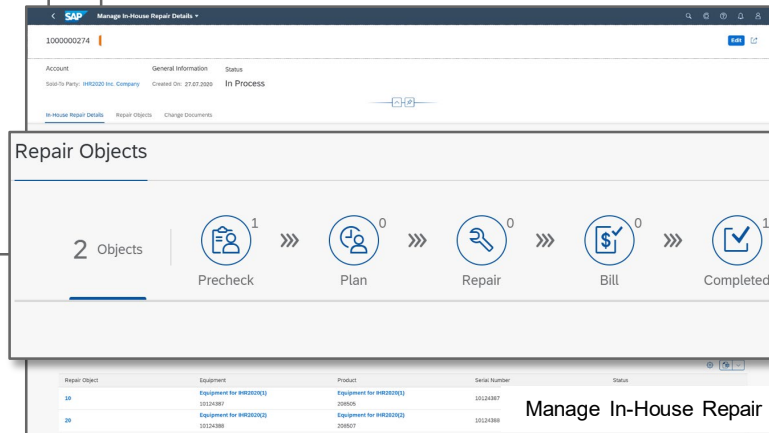 SAP Manage In-House Repair Details
1000000274
Edit
Account
General Information
Status
Sold-To Party: IHR2020 Inc. Company
Created On: 27.07.2020
In Process
In-House Repair Details
Repair Objects
Change Documents
Repair Objects
2 Objects
1
0
0
0
1
Precheck
Plan
Repair
Bill
Completed
Repair Object
Equipment
Product
Serial Number
Status
10
Equipment for IHR2020(1)
10124387
Equipment for IHR2020(1)
208505
10124387
20
Equipment for IHR2020(2)
10124388
Equipment for IHR2020(2)
208507
10124388
Manage In-House Repair